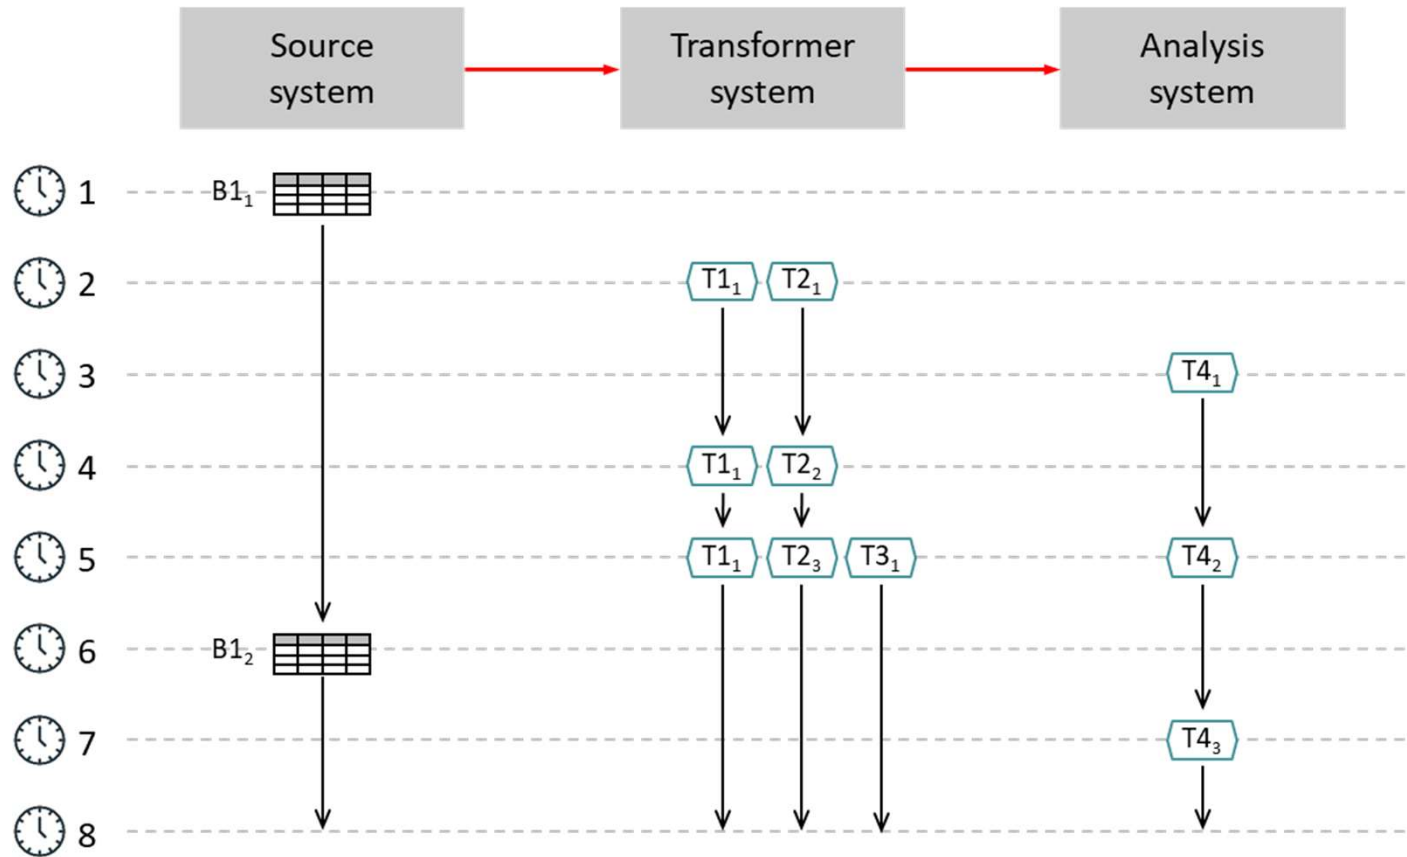 Source
system
Transformer
system
Analysis
system
1 B1₁
2 T1₁ T2₁
3 T4₁
4 T1₁ T2₂
5 T1₁ T2₃ T3₁ T4₂
6 B1₂
7 T4₃
8